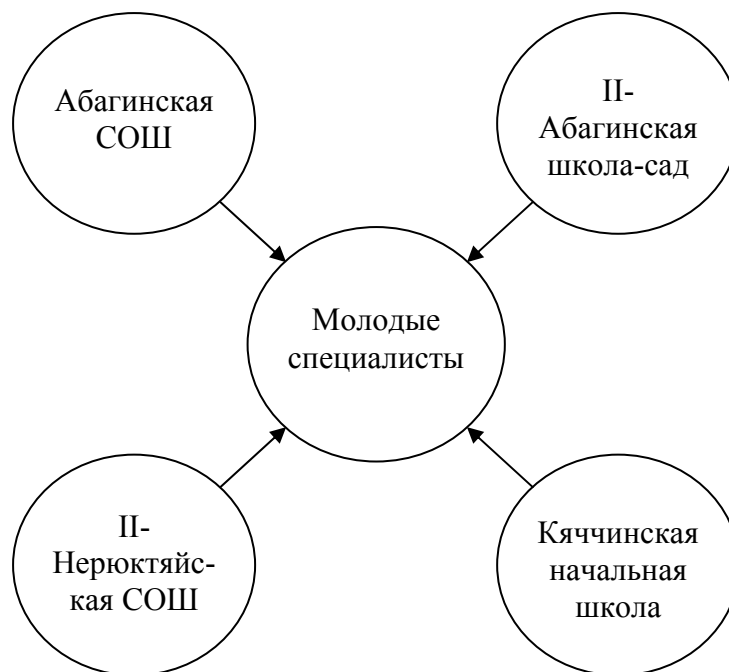 Абагинская
СОШ
II-
Абагинская
школа-сад
Молодые
специалисты
II-
Нерюктяйс-
кая СОШ
Кяччинская
начальная
школа